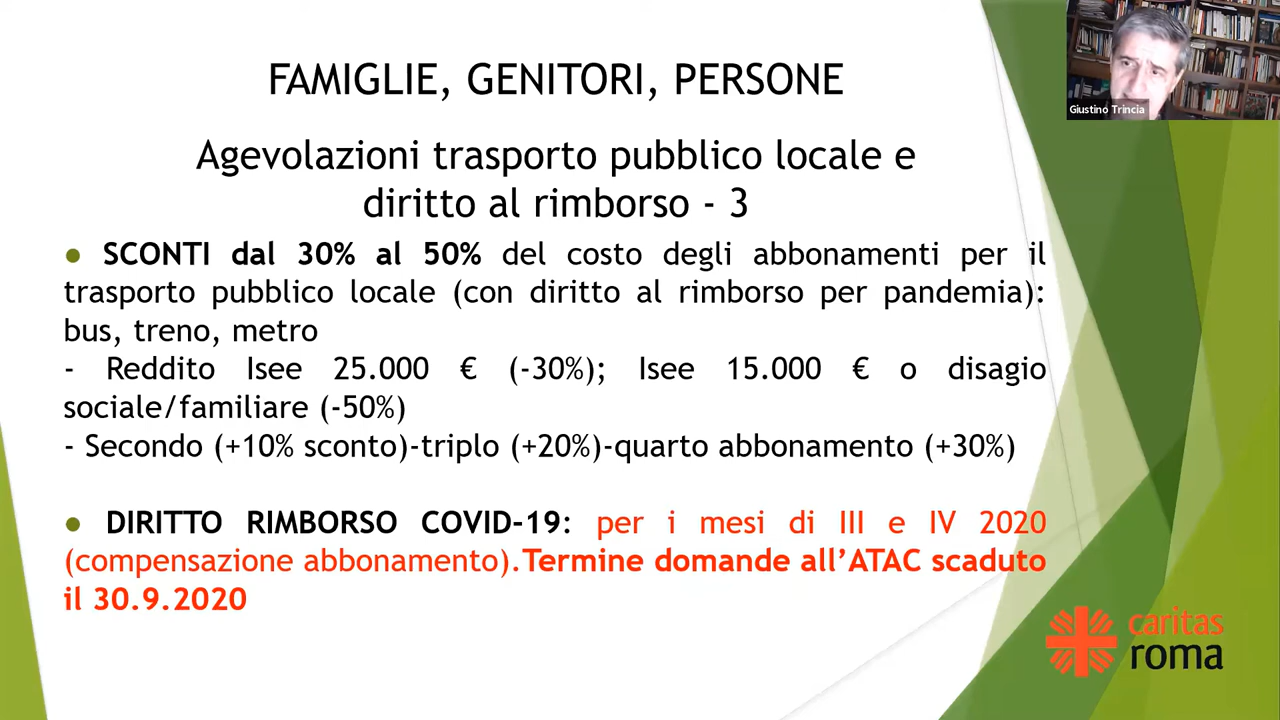 FAMIGLIE, GENITORI, PERSONE
Agevolazioni trasporto pubblico locale e
diritto al rimborso - 3
● SCONTI dal 30% al 50% del costo degli abbonamenti per il
trasporto pubblico locale (con diritto al rimborso per pandemia):
bus, treno, metro
- Reddito Isee 25.000 € (-30%); Isee 15.000 € o disagio
sociale/familiare (-50%)
- Secondo (+10% sconto)-triplo (+20%)-quarto abbonamento (+30%)
● DIRITTO RIMBORSO COVID-19: per i mesi di III e IV 2020
(compensazione abbonamento).Termine domande all’ATAC scaduto
il 30.9.2020
Giustino Trincia
caritas
roma